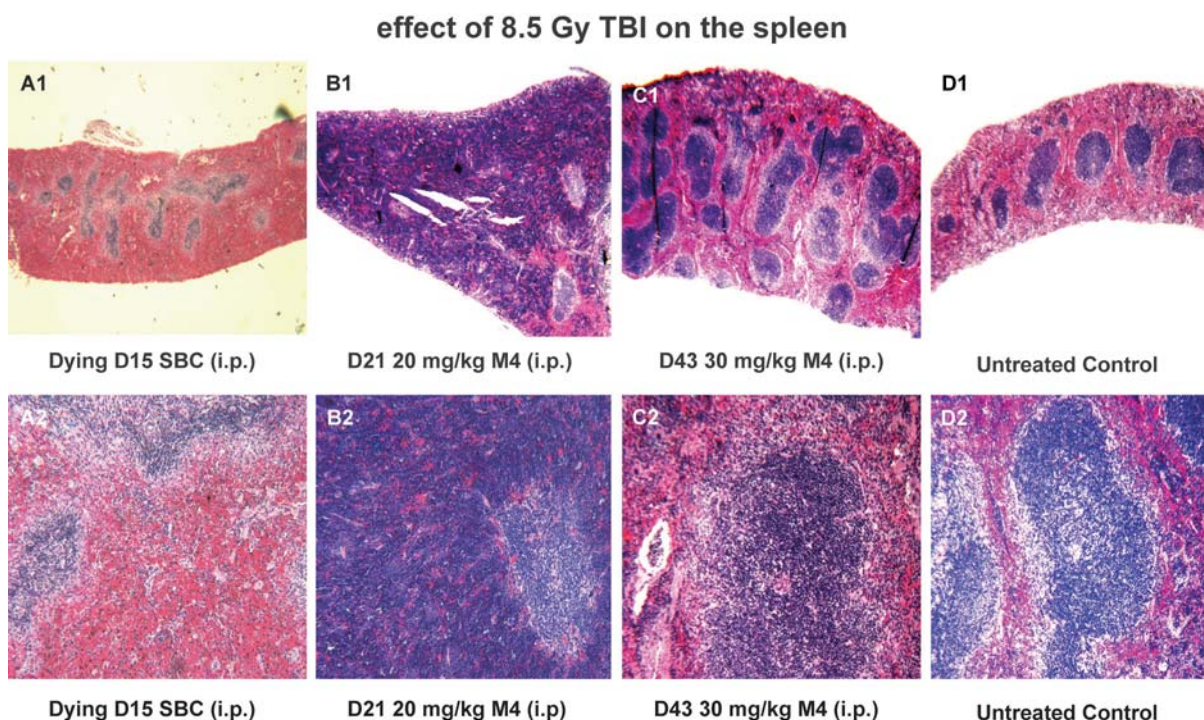 effect of 8.5 Gy TBI on the spleen
A1
B1
C1
D1
Dying D15 SBC (i.p.)
D21 20 mg/kg M4 (i.p.)
D43 30 mg/kg M4 (i.p.)
Untreated Control
A2
B2
C2
D2
Dying D15 SBC (i.p.)
D21 20 mg/kg M4 (i.p)
D43 30 mg/kg M4 (i.p.)
Untreated Control